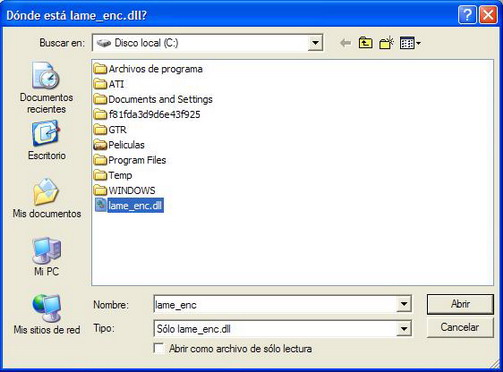 Dónde está lame_enc.dll?
Buscar en:
Disco local (C:)
Documentos
recientes
Escritorio
Mis documentos
Mi PC
Mis sitios de red
Archivos de programa
ATI
Documents and Settings
f81fda3d9d6e43f925
GTR
Peliculas
Program Files
Temp
WINDOWS
lame_enc.dll
Nombre:
lame_enc
Abrir
Tipo:
Sólo lame_enc.dll
Cancelar
Abrir como archivo de sólo lectura